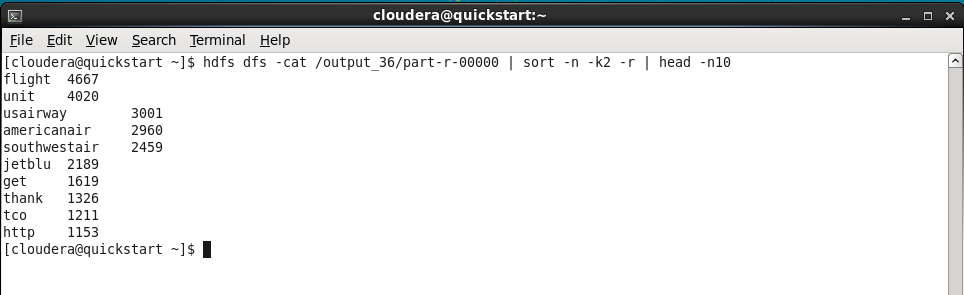 cloudera@quickstart:~
File Edit View Search Terminal Help
[cloudera@quickstart ~]$ hdfs dfs -cat /output_36/part-r-00000 | sort -n -k2 -r | head -n10
flight 4667
unit 4020
usairway 3001
americanair 2960
southwestair 2459
jetblu 2189
get 1619
thank 1326
tco 1211
http 1153
[cloudera@quickstart ~]$